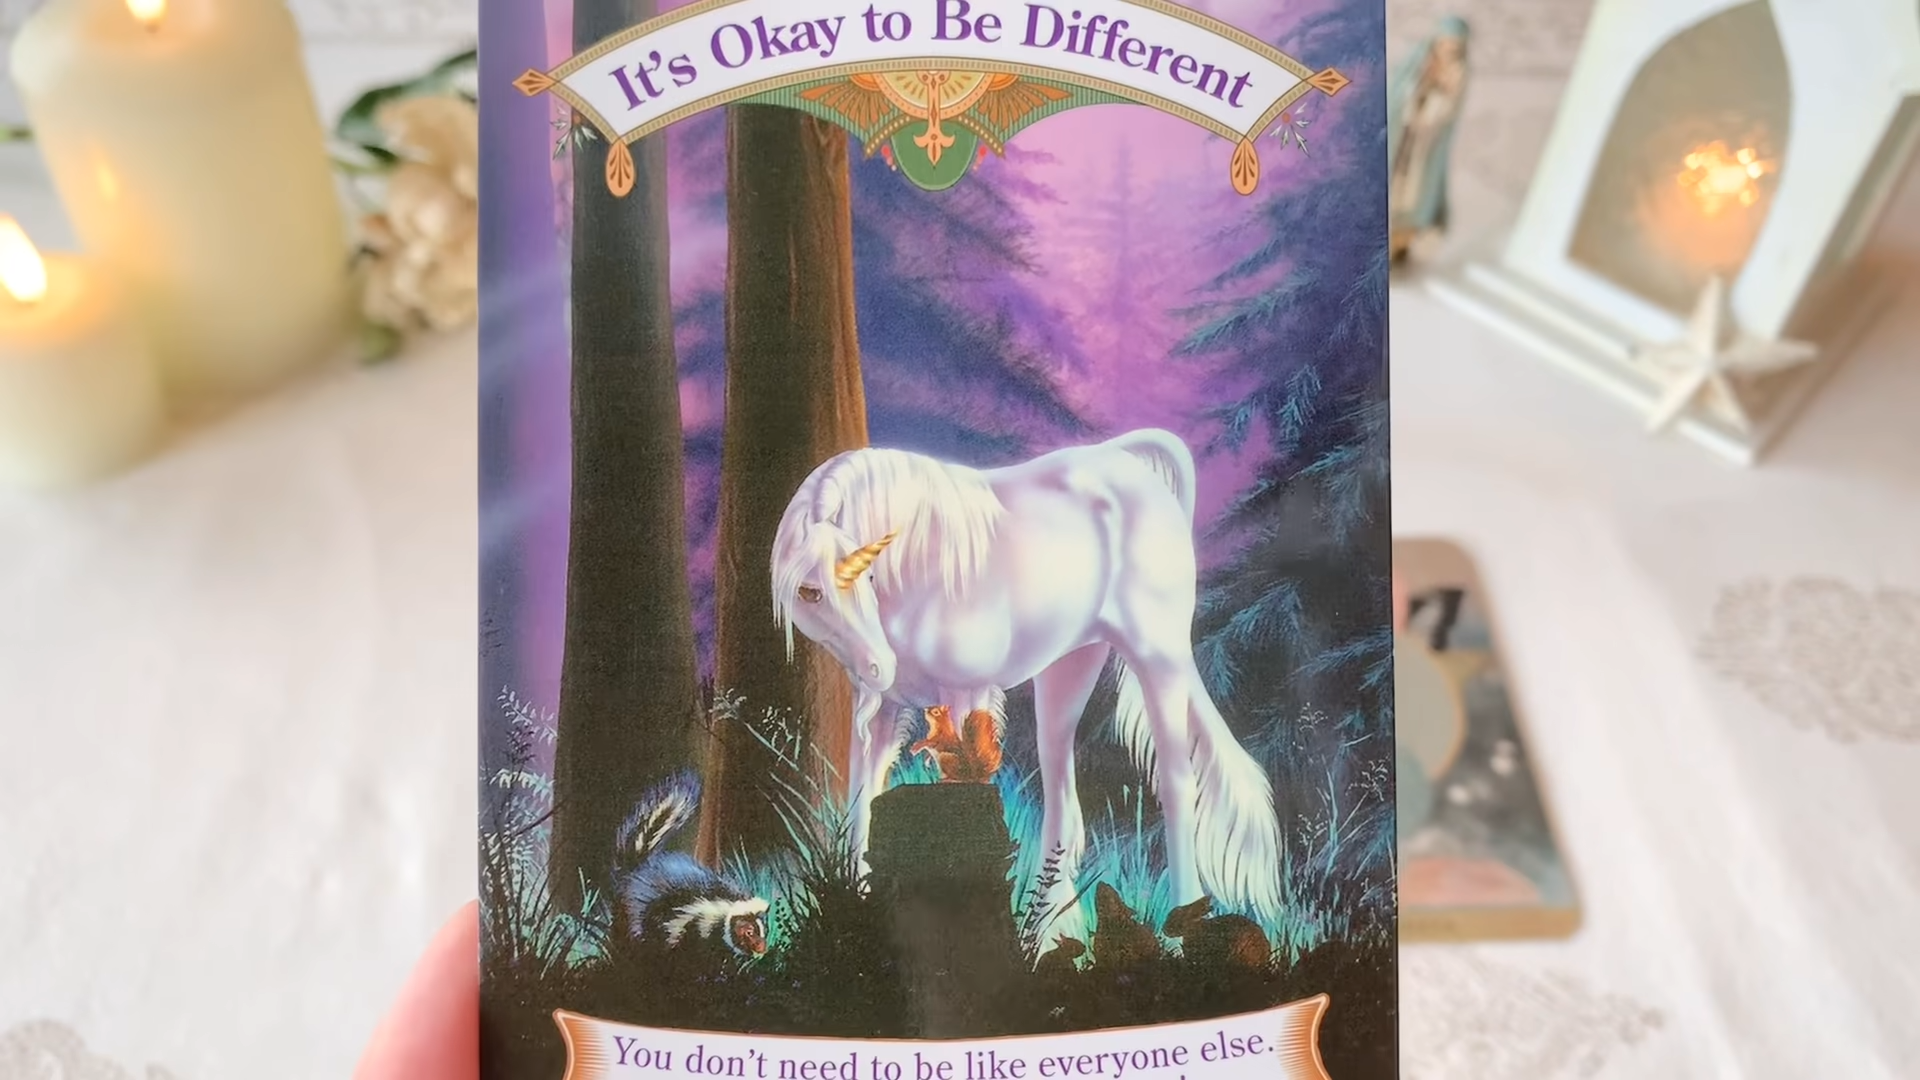 It's Okay to Be Different
You don't need to be like everyone else.